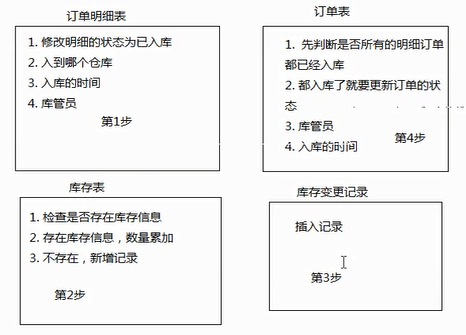 订单明细表
1. 修改明细的状态为已入库
2. 入到哪个仓库
3. 入库的时间
4. 库管员
第1步
订单表
1. 先判断是否所有的明细订单
都已经入库
2. 都入库了就要更新订单的状
态
3. 库管员
4. 入库的时间
第4步
库存表
1. 检查是否存在库存信息
2. 存在库存信息，数量累加
3. 不存在，新增记录
第2步
库存变更记录
插入记录
第3步